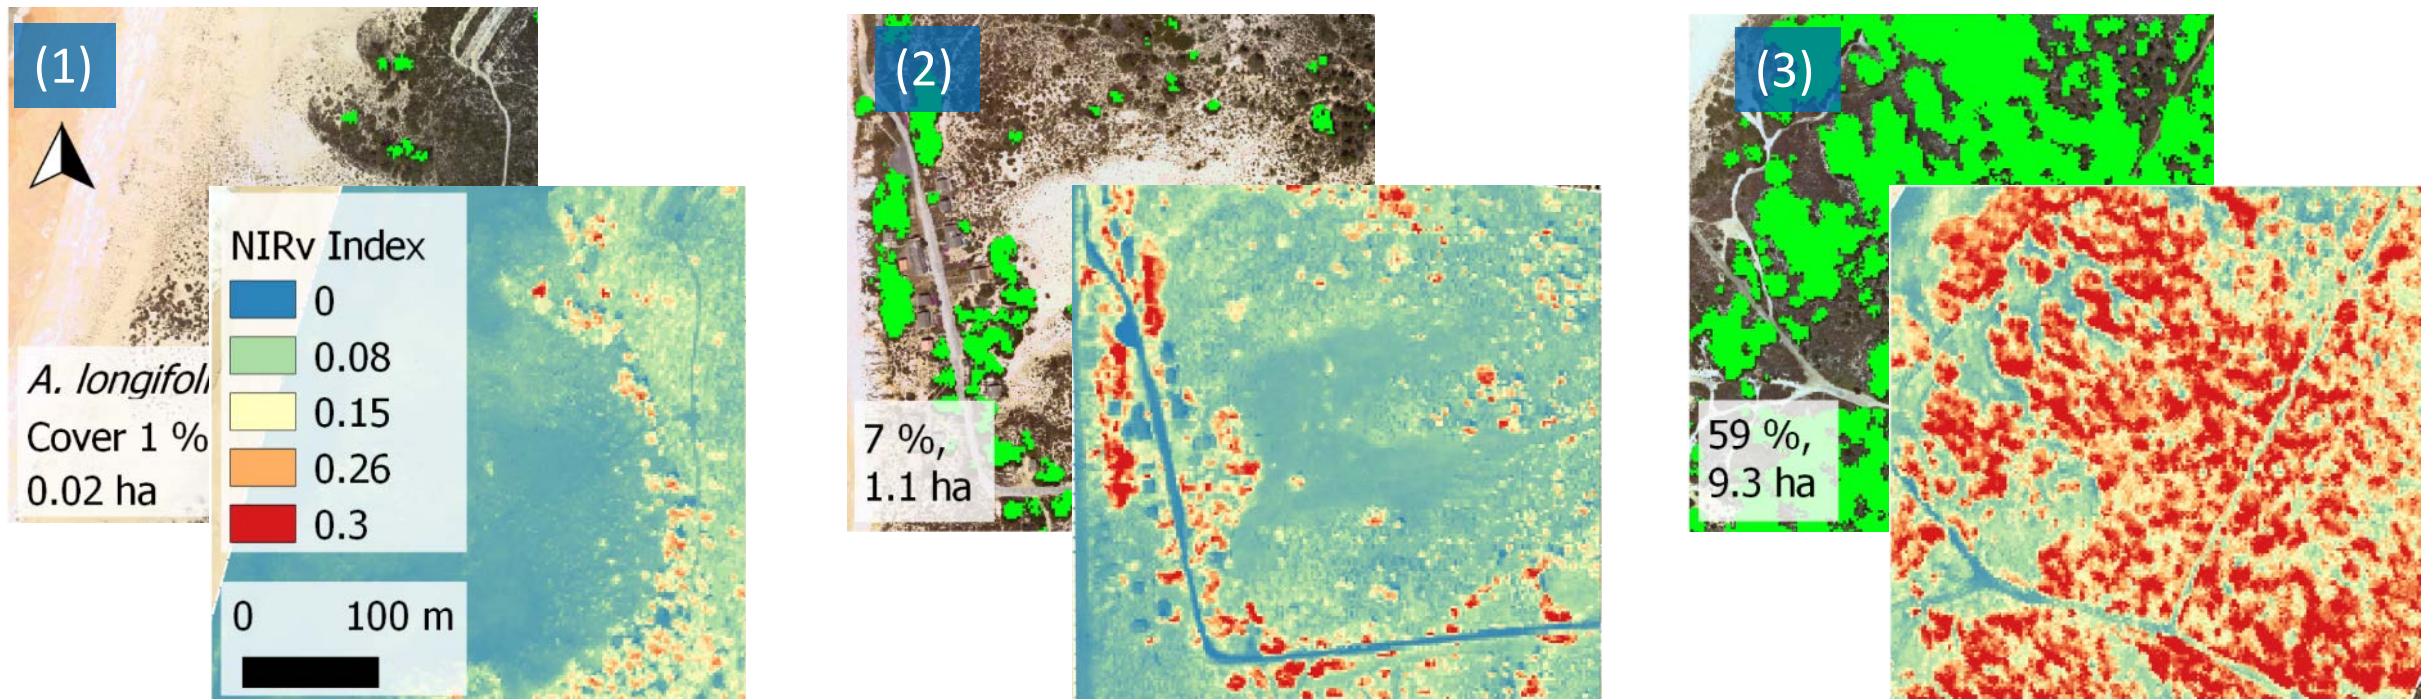 (1)
A. longifoli
Cover 1 %
0.02 ha
NIRv Index
0
0.08
0.15
0.26
0.3
0 100 m
(2)
7 %,
1.1 ha
(3)
59 %,
9.3 ha